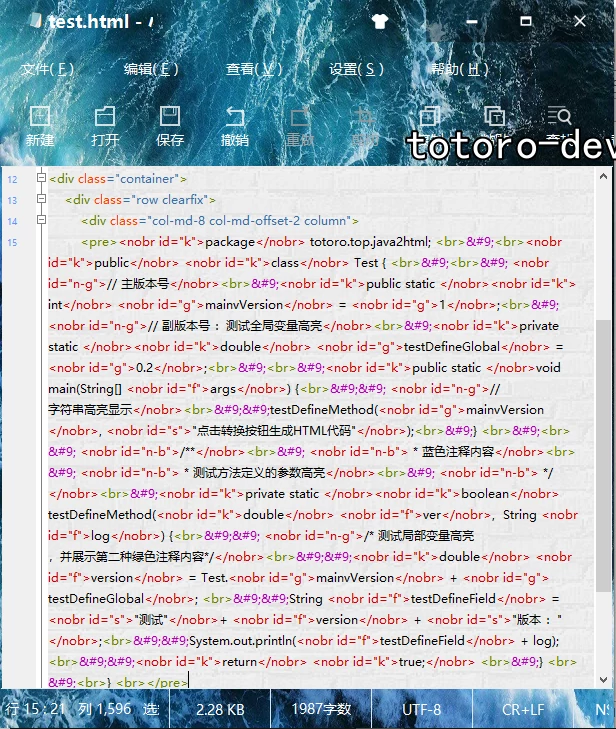 test.html -
文件(F)
编辑(E)
查看(V)
设置(S)
帮助(H)
新建
打开
保存
撤销
重做
totoro-dev
12 <div class="container">
13 <div class="row clearfix">
14 <div class="col-md-8 col-md-offset-2 column">
15 <pre><nobr id="k">package</nobr> totoro.top.java2html; <br>&#9;<br><nobr
id="k">public</nobr> <nobr id="k">class</nobr> Test { <br>&#9;<br>&#9; <nobr
id="n-g">// 主版本号</nobr><br>&#9;<nobr id="k">public static </nobr><nobr id="k">
int</nobr> <nobr id="g">mainvVersion</nobr> = <nobr id="g">1</nobr>;<br>&#9;
<nobr id="n-g">// 副版本号 ：测试全局变量高亮</nobr><br>&#9;<nobr id="k">private
static </nobr><nobr id="k">double</nobr> <nobr id="g">testDefineGlobal</nobr> =
<nobr id="g">0.2</nobr>;<br>&#9;<br>&#9;<nobr id="k">public static </nobr>void
main(String[] <nobr id="f">args</nobr>) {<br>&#9;&#9; <nobr id="n-g">//
字符串高亮显示</nobr><br>&#9;&#9;testDefineMethod(<nobr id="g">mainvVersion
</nobr>, <nobr id="s">"点击转换按钮生成HTML代码"</nobr>);<br>&#9;} <br>&#9;<br>
&#9; <nobr id="n-b">/**</nobr><br>&#9; <nobr id="n-b"> * 蓝色注释内容</nobr><br>
&#9; <nobr id="n-b"> * 测试方法定义的参数高亮</nobr><br>&#9; <nobr id="n-b"> */
</nobr><br>&#9;<nobr id="k">private static </nobr><nobr id="k">boolean</nobr>
testDefineMethod(<nobr id="k">double</nobr> <nobr id="f">ver</nobr>，String <nobr
id="f">log</nobr>) {<br>&#9;&#9; <nobr id="n-g">/* 测试局部变量高亮
，并展示第二种绿色注释内容*/</nobr><br>&#9;&#9;<nobr id="k">double</nobr> <nobr
id="f">version</nobr> = Test.<nobr id="g">mainvVersion</nobr> + <nobr id="g">
testDefineGlobal</nobr>; <br>&#9;&#9;String <nobr id="f">testDefineField</nobr> =
<nobr id="s">"测试"</nobr>+ <nobr id="f">version</nobr> + <nobr id="s">"版本："
</nobr>;<br>&#9;&#9;System.out.println(<nobr id="f">testDefineField</nobr> + log);
<br>&#9;&#9;<nobr id="k">return</nobr> <nobr id="k">true;</nobr> <br>&#9;} <br>
&#9;<br>} <br></pre>
行 15 : 21 列 1,596 选 2.28 KB 1987字数 UTF-8 CR+LF